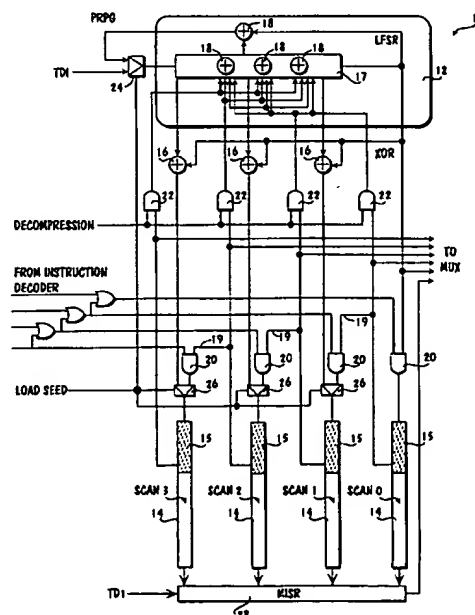 PRPG
18
LFSR
TDI
18
18
18
12
24
17
16
16
16
XOR
22
22
22
22
DECOMPRESSION
TO
MUX
FROM INSTRUCTION
DECODER
19
19
19
20
20
20
20
LOAD SEED
26
26
26
15
15
15
15
SCAN 3
SCAN 2
SCAN 1
SCAN 0
14
14
14
14
TDI
MISR